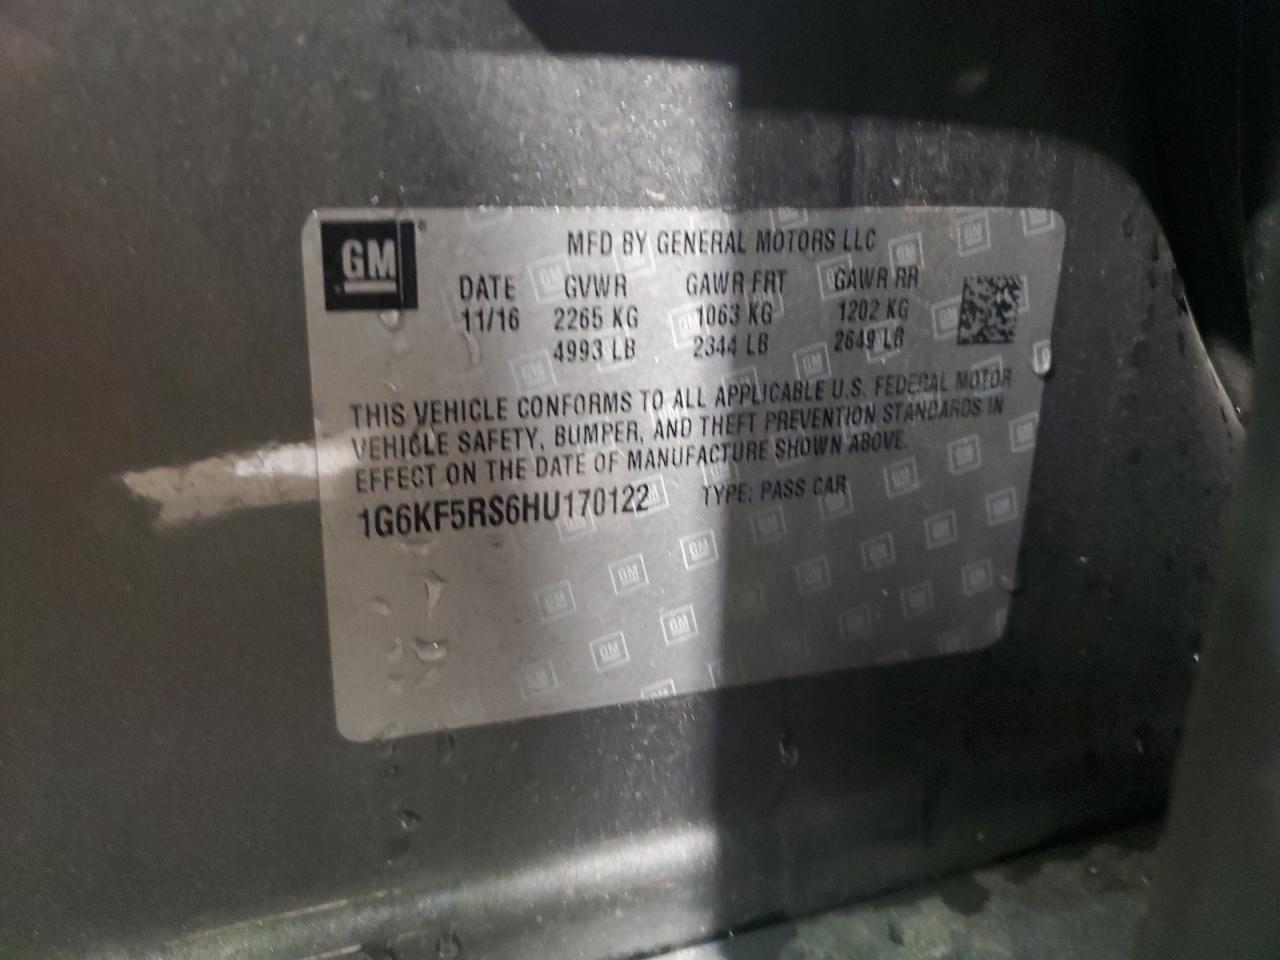 GM®
MFD BY GENERAL MOTORS LLC
DATE GVWR GAWR FRT GAWR RR
11/16 2265 KG 1063 KG 1202 KG
4993 LB 2344 LB 2649 LB
THIS VEHICLE CONFORMS TO ALL APPLICABLE U.S. FEDERAL MOTOR
VEHICLE SAFETY, BUMPER, AND THEFT PREVENTION STANDARDS IN
EFFECT ON THE DATE OF MANUFACTURE SHOWN ABOVE.
1G6KF5RS6HU170122 TYPE: PASS CAR